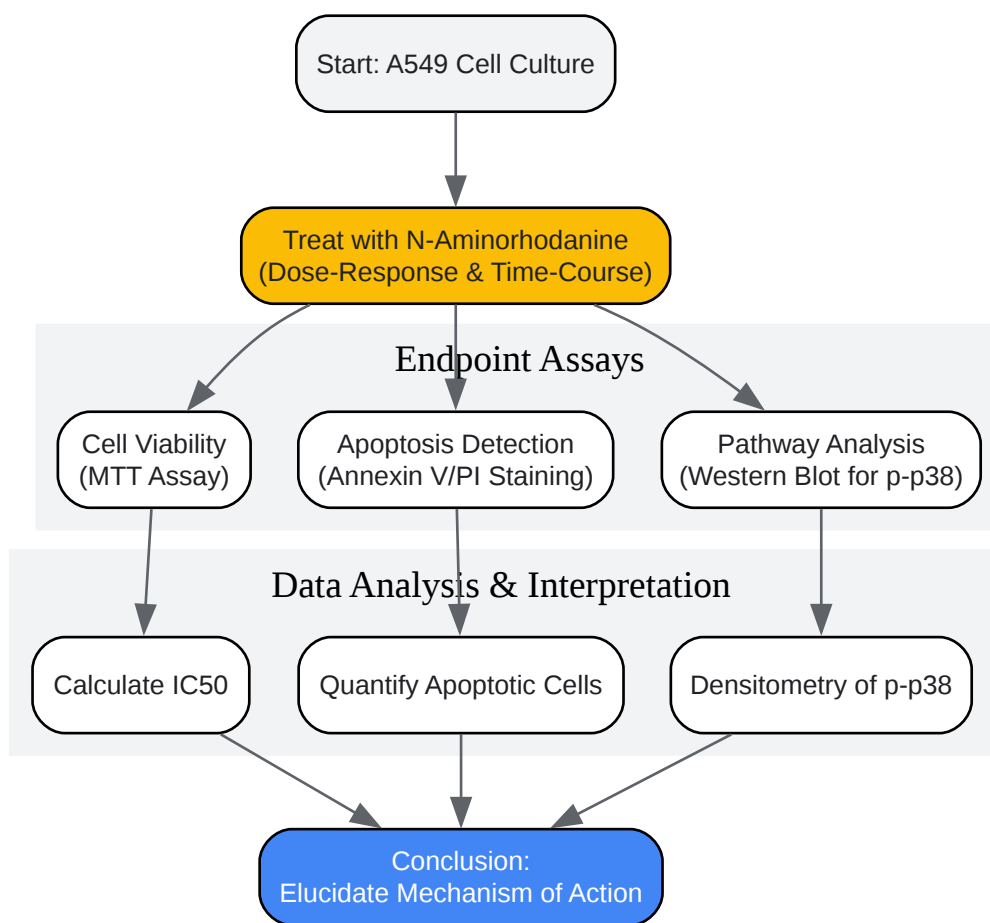 Start: A549 Cell Culture
Treat with N-Aminorhodanine
(Dose-Response & Time-Course)
Endpoint Assays
Cell Viability
(MTT Assay)
Apoptosis Detection
(Annexin V/PI Staining)
Pathway Analysis
(Western Blot for p-p38)
Data Analysis & Interpretation
Calculate IC50
Quantify Apoptotic Cells
Densitometry of p-p38
Conclusion:
Elucidate Mechanism of Action